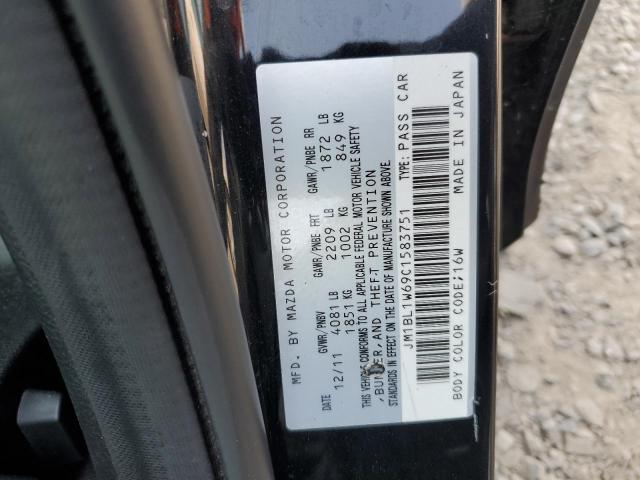 MFD. BY MAZDA MOTOR CORPORATION
DATE GVWR/PNBV GAWR/PNBE FRT GAWR/PNBE RR
12/11 4081 LB 2209 LB 1872 LB
1851 KG 1002 KG 849 KG
THIS VEHICLE CONFORMS TO ALL APPLICABLE FEDERAL MOTOR VEHICLE SAFETY
,BUMPER,AND THEFT PREVENTION
STANDARDS IN EFFECT ON THE DATE OF MANUFACTURE SHOWN ABOVE.
JM1BL1W69C1583751 TYPE: PASS CAR
BODY COLOR CODE;16W MADE IN JAPAN